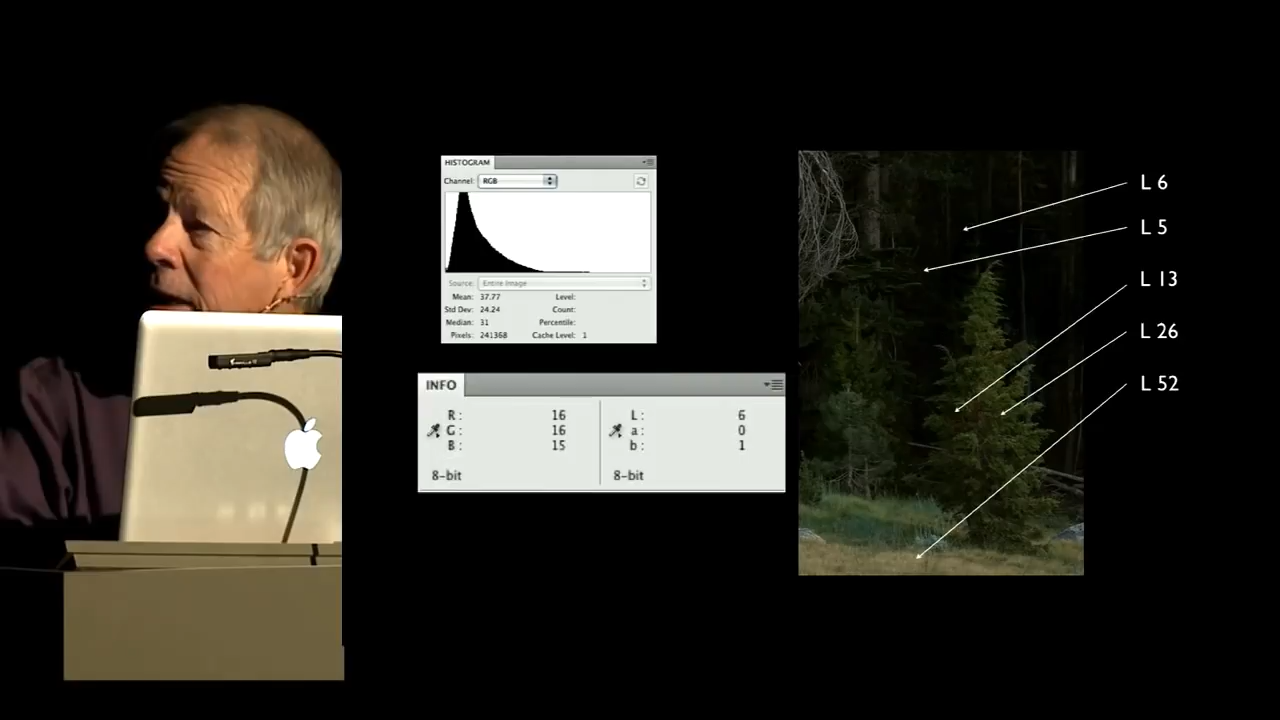 HISTOGRAM
Channel: RGB
Source: Entire Image
Mean: 37.77 Level:
Std Dev: 24.24 Count:
Median: 31 Percentile:
Pixels: 241368 Cache Level: 1
INFO
R: 16 L: 6
G: 16 a: 0
B: 15 b: 1
8-bit 8-bit
L 6
L 5
L 13
L 26
L 52